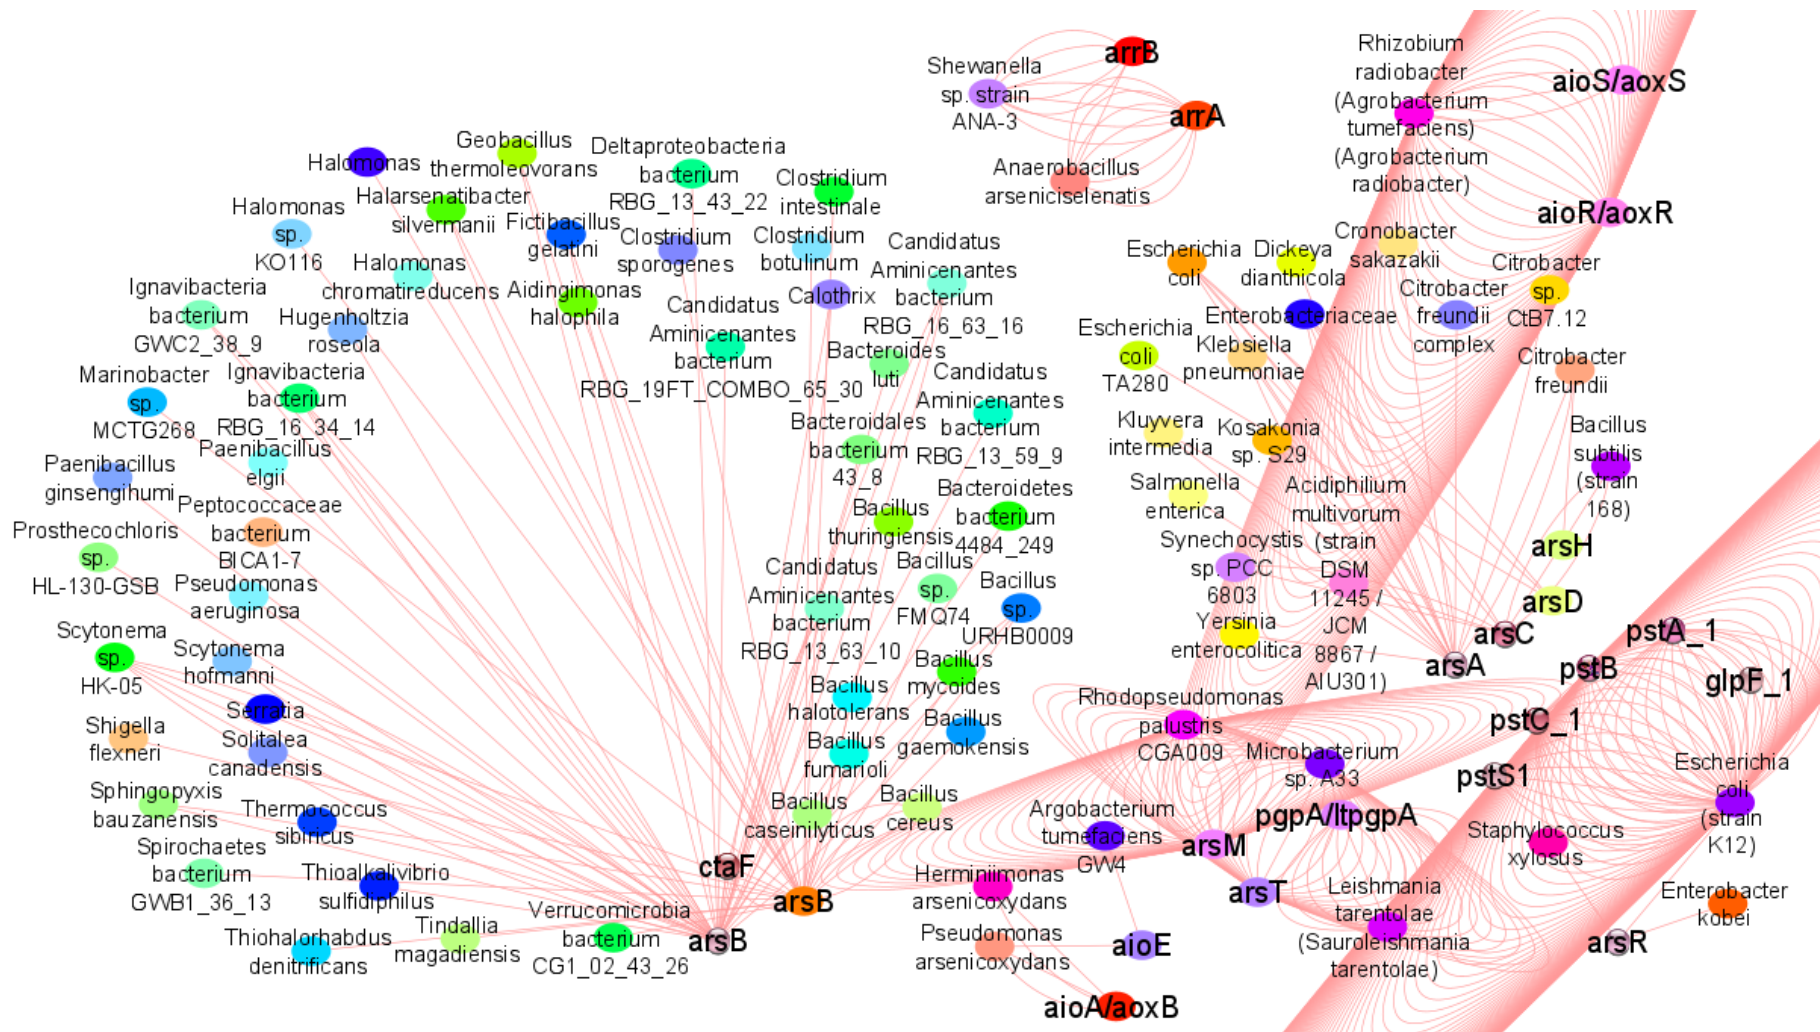 arrB
Shewanella
sp. strain
ANA-3
arrA
Anaerobacillus
arseniciselenatis
Rhizobium
radiobacter
(Agrobacterium
tumefaciens)
(Agrobacterium
radiobacter)
aioS/aoxS
aioR/aoxR
Halomonas
Geobacillus
thermoleovorans
Deltaproteobacteria
bacterium
RBG_13_43_22
Clostridium
intestinale
Halarsenatibacter
silvermanii
Halomonas
sp.
KO116
Fictibacillus
gelatini
Clostridium
sporogenes
Clostridium
botulinum
Candidatus
Aminicenantes
bacterium
RBG_16_63_16
Halomonas
chromatireducens
Aidingimonas
halophila
Calothrix
Ignavibacteria
bacterium
GWC2_38_9
Hugenholtzia
roseola
Candidatus
Aminicenantes
bacterium
RBG_19FT_COMBO_65_30
Bacteroides
luti
Marinobacter
sp.
MCTG268
Ignavibacteria
bacterium
RBG_16_34_14
Candidatus
Aminicenantes
bacterium
RBG_13_59_9
Bacteroidales
bacterium
43_8
Paenibacillus
ginsengihumi
Paenibacillus
elgii
Bacteroidetes
bacterium
4484_249
Bacillus
thuringiensis
Peptococcaceae
bacterium
BICA1-7
Prosthecochloris
sp.
HL-130-GSB
Bacillus
sp.
FMQ74
Bacillus
sp.
URHB0009
Candidatus
Aminicenantes
bacterium
RBG_13_63_10
Pseudomonas
aeruginosa
Scytonema
sp.
HK-05
Scytonema
hofmanni
Bacillus
mycoides
Bacillus
halotolerans
Bacillus
gaemokensis
Serratia
Shigella
flexneri
Solitalea
canadensis
Bacillus
fumarioli
Sphingopyxis
bauzanensis
Thermococcus
sibiricus
Bacillus
caseinilyticus
Bacillus
cereus
Spirochaetes
bacterium
GWB1_36_13
Thioalkalivibrio
sulfidiphilus
ctaF
arsB
Thiohalorhabdus
denitrificans
Tindallia
magadiensis
Verrucomicrobia
bacterium
CG1_02_43_26
arsB
Escherichia
coli
Dickeya
dianthicola
Cronobacter
sakazakii
Citrobacter
sp.
CtB7.12
Enterobacteriaceae
Citrobacter
freundii
complex
Escherichia
coli
TA280
Klebsiella
pneumoniae
Citrobacter
freundii
Kluyvera
intermedia
Kosakonia
sp. S29
Bacillus
subtilis
(strain
168)
Salmonella
enterica
Acidiphilium
multivorum
(strain
DSM
11245 /
JCM
8867 /
AIU301)
Synechocystis
sp. PCC
6803
Yersinia
enterocolitica
arsH
arsD
arsC
arsA
pstA_1
pstB
glpF_1
pstC_1
pstS1
Rhodopseudomonas
palustris
CGA009
Microbacterium
sp. A33
Escherichia
coli
(strain
K12)
Argobacterium
tumefaciens
GW4
pgpA/ltpgpA
arsM
Staphylococcus
xylosus
Herminiimonas
arsenicoxydans
arsT
Leishmania
tarentolae
(Sauroleishmania
tarentolae)
Enterobacter
kobei
Pseudomonas
arsenicoxydans
aioE
arsR
aioA/aoxB